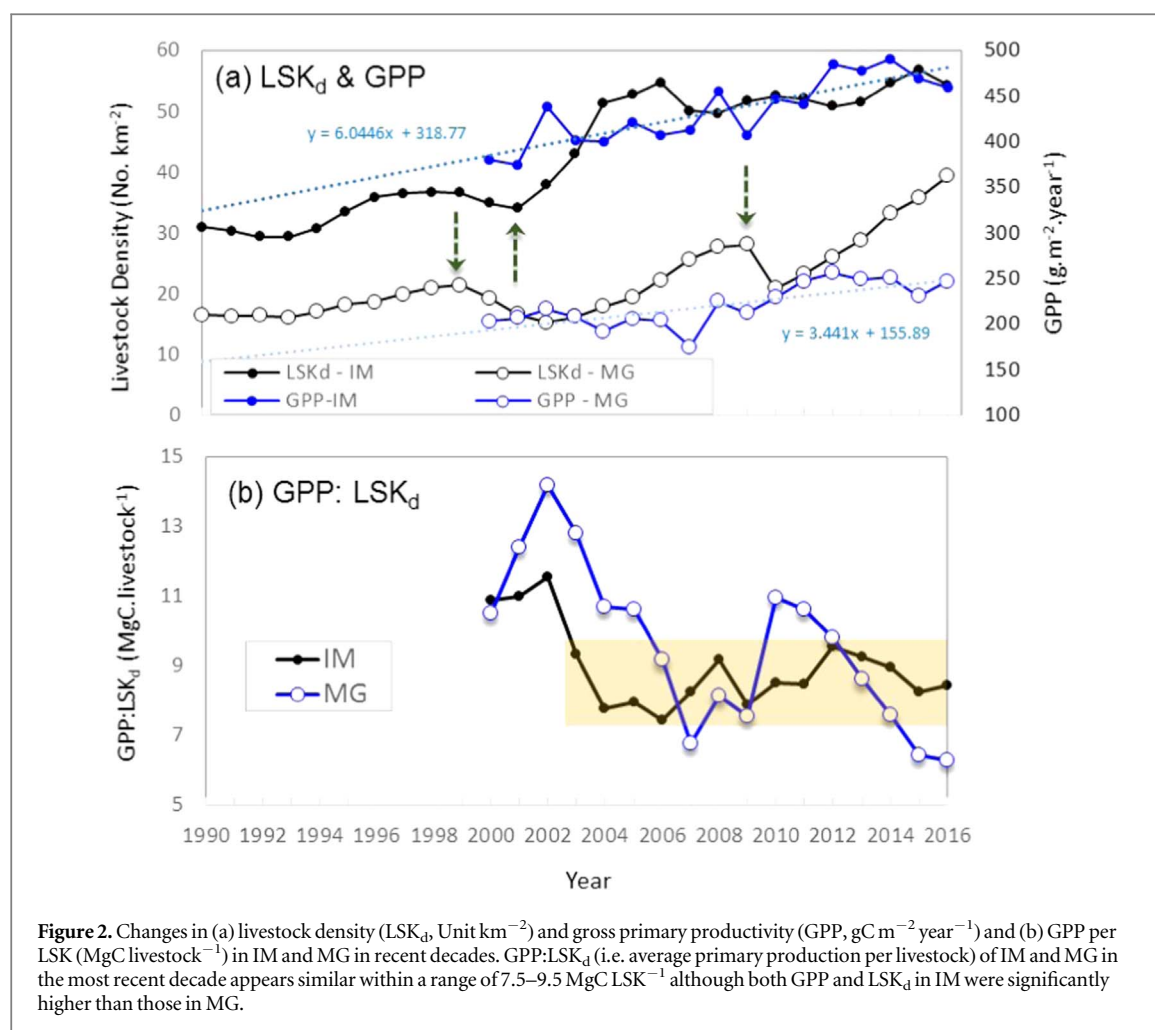 (a) LSKd & GPP
60
50
40
30
20
10
0
Livestock Density (No. km-2)
500
450
400
350
300
250
200
150
100
GPP (g.m-2.year-1)
y = 6.0446x + 318.77
y = 3.441x + 155.89
LSKd - IM
LSKd - MG
GPP-IM
GPP - MG
(b) GPP: LSKd
15
13
11
9
7
5
GPP:LSKd (MgC.livestock-1)
IM
MG
1990 1992 1994 1996 1998 2000 2002 2004 2006 2008 2010 2012 2014 2016
Year
Figure 2. Changes in (a) livestock density (LSKd, Unit km−2) and gross primary productivity (GPP, gC m−2 year−1) and (b) GPP per
LSK (MgC livestock−1) in IM and MG in recent decades. GPP:LSKd (i.e. average primary production per livestock) of IM and MG in
the most recent decade appears similar within a range of 7.5–9.5 MgC LSK−1 although both GPP and LSKd in IM were significantly
higher than those in MG.